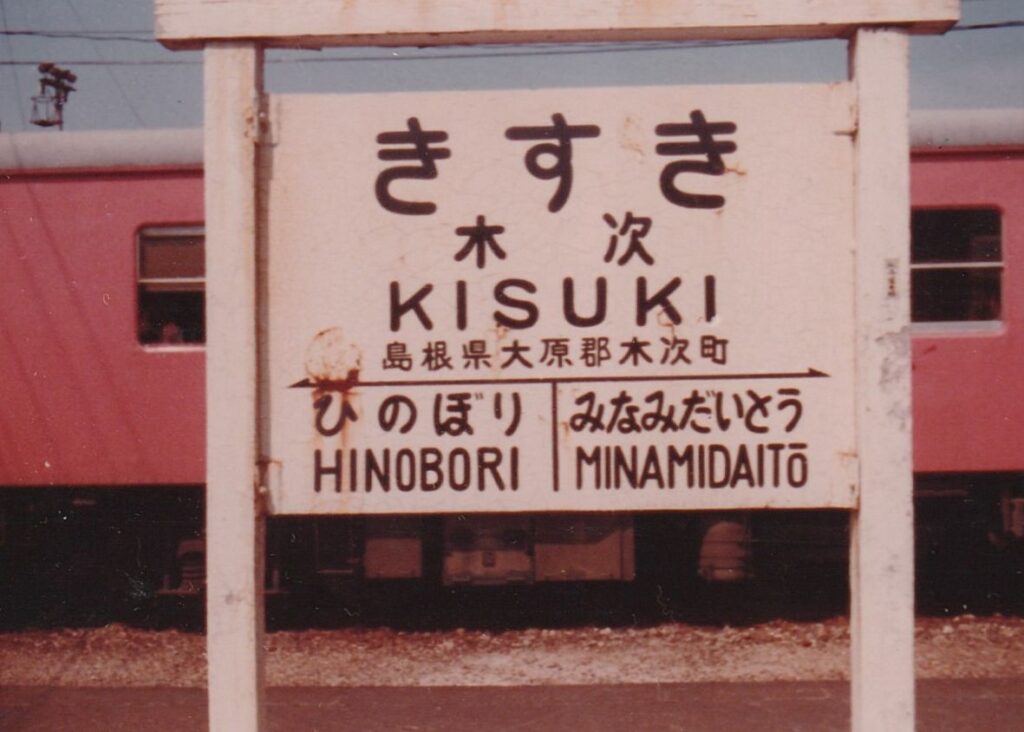 きすき
木次
KISUKI
島根県大原郡木次町
ひのぼり みなみだいとう
HINOBORI MINAMIDAITŌ